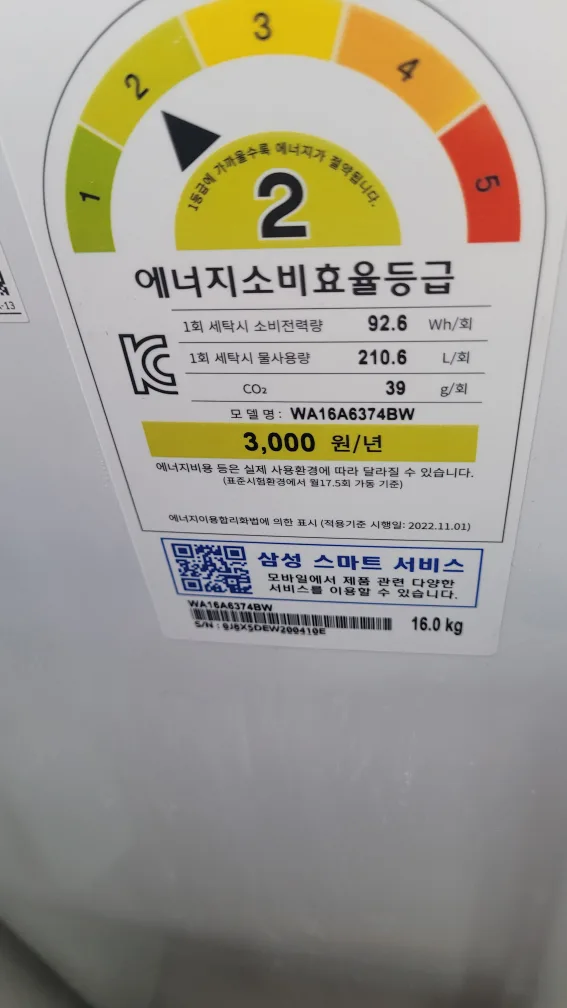 3
2
4
1
5
1등급에 가까울수록 에너지가 절약됩니다.
2
에너지소비효율등급
1회 세탁시 소비전력량 92.6 Wh/회
1회 세탁시 물사용량 210.6 L/회
CO₂ 39 g/회
모델명: WA16A6374BW
3,000 원/년
에너지비용 등은 실제 사용환경에 따라 달라질 수 있습니다.
(표준시험환경에서 월17.5회 가동 기준)
에너지이용합리화법에 의한 표시 (적용기준 시행일: 2022.11.01)
삼성 스마트 서비스
모바일에서 제품 관련 다양한
서비스를 이용할 수 있습니다.
WA16A6374BW
S/N : 16.0 kg
-13